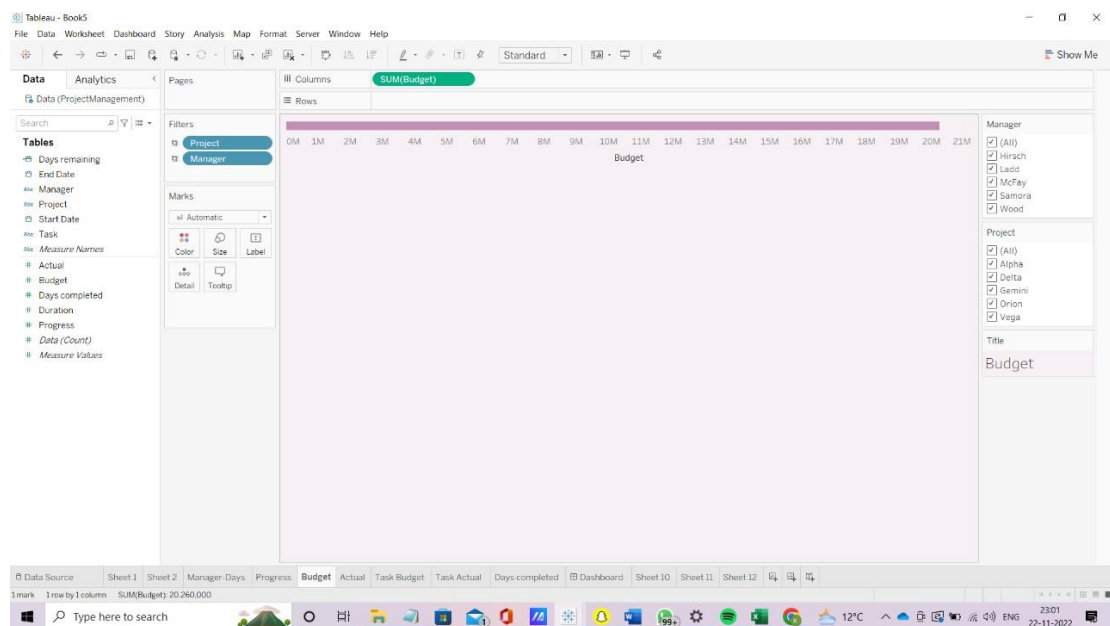 Tableau - Book5
File Data Worksheet Dashboard Story Analysis Map Format Server Window Help
Standard
Show Me
Data Analytics
Pages
Columns SUM(Budget)
Data (ProjectManagement)
Rows
Search
Filters
Project
Manager
Tables
Days remaining
End Date
Abc Manager
Abc Project
Start Date
Abc Task
Abc Measure Names
# Actual
# Budget
# Days completed
# Duration
# Progress
# Data (Count)
# Measure Values
Marks
Automatic
Color Size Label
Detail Tooltip
0M 1M 2M 3M 4M 5M 6M 7M 8M 9M 10M 11M 12M 13M 14M 15M 16M 17M 18M 19M 20M 21M
Budget
Manager
(All)
Hirsch
Ladd
McFay
Samora
Wood
Project
(All)
Alpha
Delta
Gemini
Orion
Vega
Title
Budget
Data Source Sheet 1 Sheet 2 Manager-Days Progress Budget Actual Task Budget Task Actual Days completed Dashboard Sheet 10 Sheet 11 Sheet 12
1 mark 1 row by 1 column SUM(Budget): 20,260,000
Type here to search
99+
12°C
ENG
23:01
22-11-2022